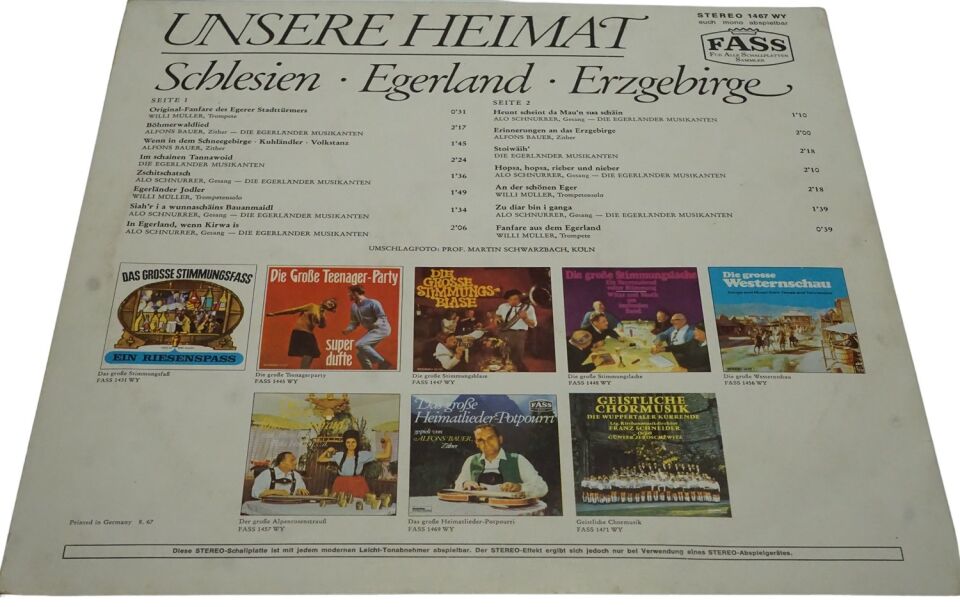 UNSERE HEIMAT
STEREO 1467 WY
auch mono abspielbar
FASS
FÜR ALLE SCHALLPLATTEN
SAMMLER
Schlesien · Egerland · Erzgebirge
SEITE 1
Original-Fanfare des Egerer Stadttürmers 0'31
WILLI MÜLLER, Trompete
Böhmerwaldlied 2'17
ALFONS BAUER, Zither — DIE EGERLÄNDER MUSIKANTEN
Wenn in dem Schneegebirge · Kuhländler · Volkstanz 1'45
ALFONS BAUER, Zither
Im schainen Tannawoid 2'24
DIE EGERLÄNDER MUSIKANTEN
Zschitschatsch 1'36
ALO SCHNURRER, Gesang — DIE EGERLÄNDER MUSIKANTEN
Egerländer Jodler 1'49
WILLI MÜLLER, Trompetensolo
Siah'r i a wunnaschäins Bauanmaidl 1'34
ALO SCHNURRER, Gesang — DIE EGERLÄNDER MUSIKANTEN
In Egerland, wenn Kirwa is 2'06
ALO SCHNURRER, Gesang — DIE EGERLÄNDER MUSIKANTEN
SEITE 2
Heunt scheint da Mau'n sua schäin 1'10
ALO SCHNURRER, Gesang — DIE EGERLÄNDER MUSIKANTEN
Erinnerungen an das Erzgebirge 2'00
ALFONS BAUER, Zither
Stoiwäih' 2'18
DIE EGERLÄNDER MUSIKANTEN
Hopsa, hopsa, rieber und nieber 2'10
ALO SCHNURRER, Gesang — DIE EGERLÄNDER MUSIKANTEN
An der schönen Eger 2'18
WILLI MÜLLER, Trompetensolo
Zu diar bin i ganga 1'39
ALO SCHNURRER, Gesang — DIE EGERLÄNDER MUSIKANTEN
Fanfare aus dem Egerland 0'59
WILLI MÜLLER, Trompete
UMSCHLAGFOTO: PROF. MARTIN SCHWARZBACH, KÖLN
DAS GROSSE STIMMUNGSFASS
EIN RIESENSPASS
Das große Stimmungsfaß
FASS 1431 WY
Die Große Teenager-Party
super
dufte
Die große Teenagerparty
FASS 1445 WY
DIE
GROSSE
STIMMUNGS-
BLASE
Die große Stimmungsblase
FASS 1447 WY
Die große Stimmungslache
Die große Stimmungslache
FASS 1448 WY
Die grosse
Westernschau
Die große Westernschau
FASS 1456 WY
Der große Alpenrosenstrauß
FASS 1457 WY
Das große
Heimatlieder-Potpourri
gespielt von
ALFONS BAUER,
Zither
FASS
Das große Heimatlieder-Potpourri
FASS 1469 WY
GEISTLICHE
CHORMUSIK
DIE WUPPERTALER KURRENDE
Ltg. Kirchenmusikdirektor
FRANZ SCHNEIDER
Orgel
GÜNTER JEROSCHEWITZ
Geistliche Chormusik
FASS 1471 WY
Printed in Germany 8. 67
Diese STEREO-Schallplatte ist mit jedem modernen Leicht-Tonabnehmer abspielbar. Der STEREO-Effekt ergibt sich jedoch nur bei Verwendung eines STEREO-Abspielgerätes.